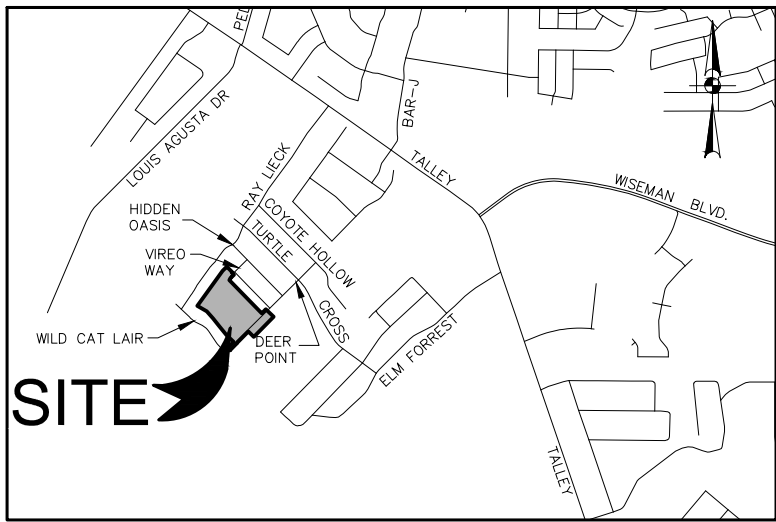 PEL
LOUIS AGUSTA DR
BAR-J
TALLEY
RAY LIECK
WISEMAN BLVD.
HIDDEN
OASIS
COYOTE HOLLOW
TURTLE
CROSS
VIREO
WAY
WILD CAT LAIR
DEER
POINT
ELM FORREST
SITE
TALLEY